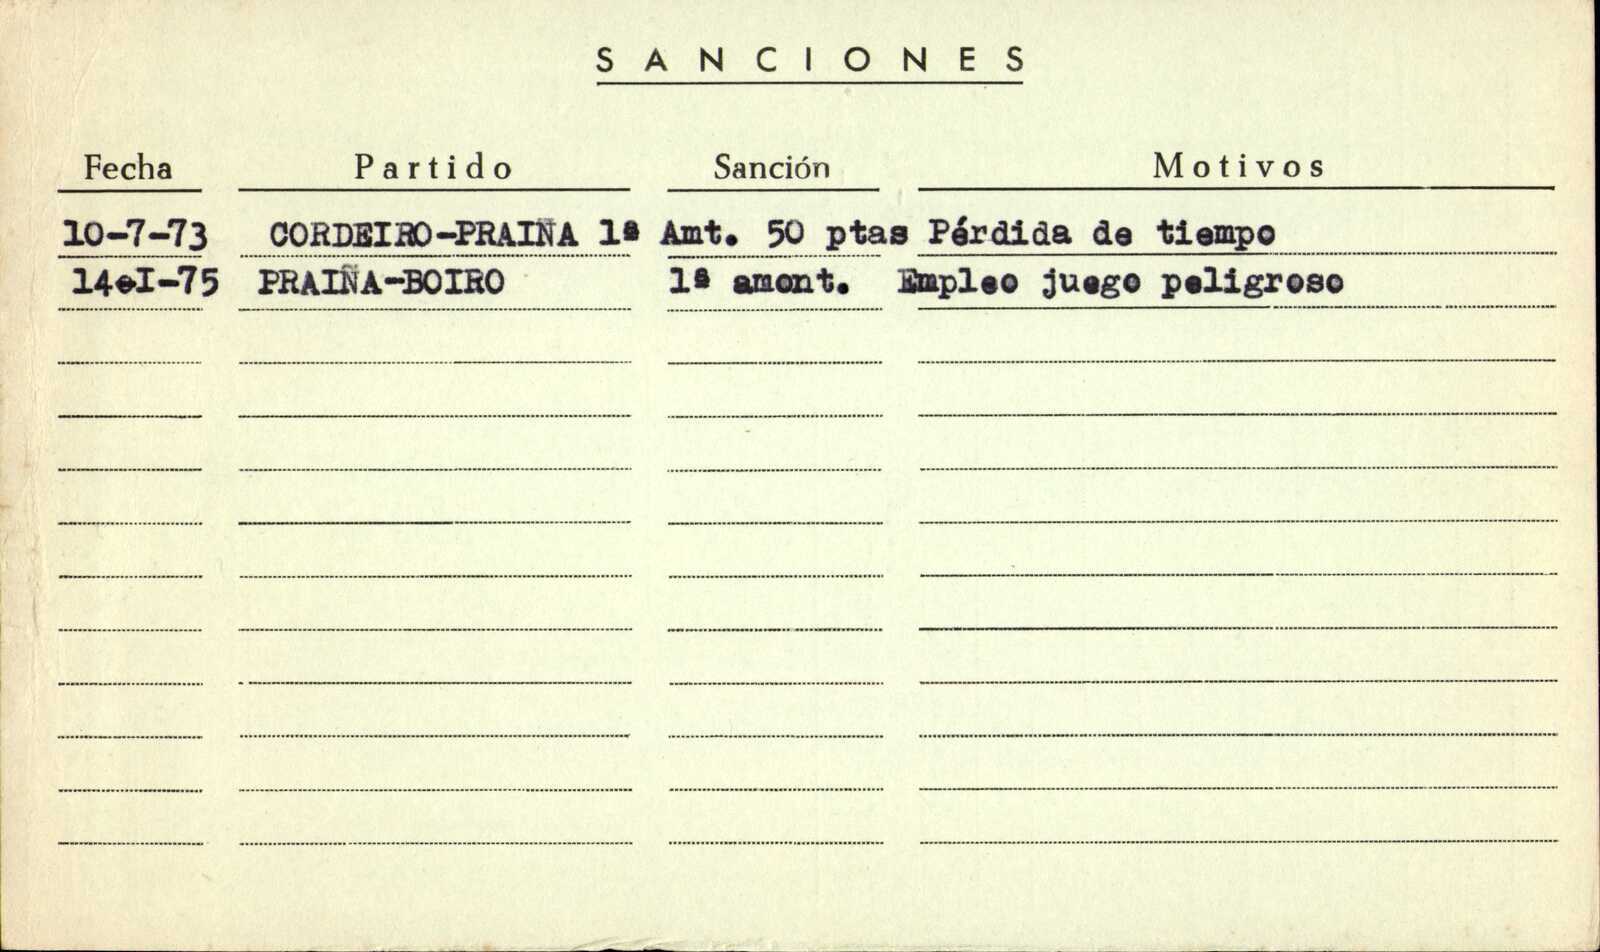 SANCIONES
Fecha Partido Sanción Motivos
10-7-73 CORDEIRO-PRAIÑA 1ª Amt. 50 ptas Pérdida de tiempo
14-I-75 PRAIÑA-BOIRO 1ª amont. Empleo juego peligroso